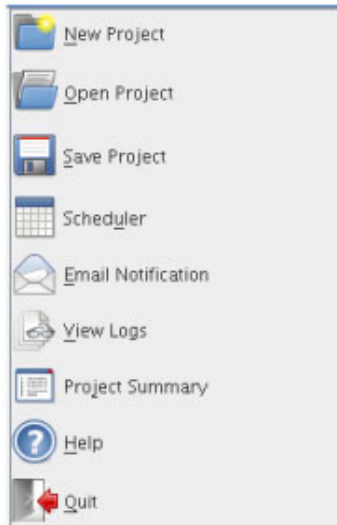 New Project
Open Project
Save Project
Scheduler
Email Notification
View Logs
Project Summary
Help
Quit